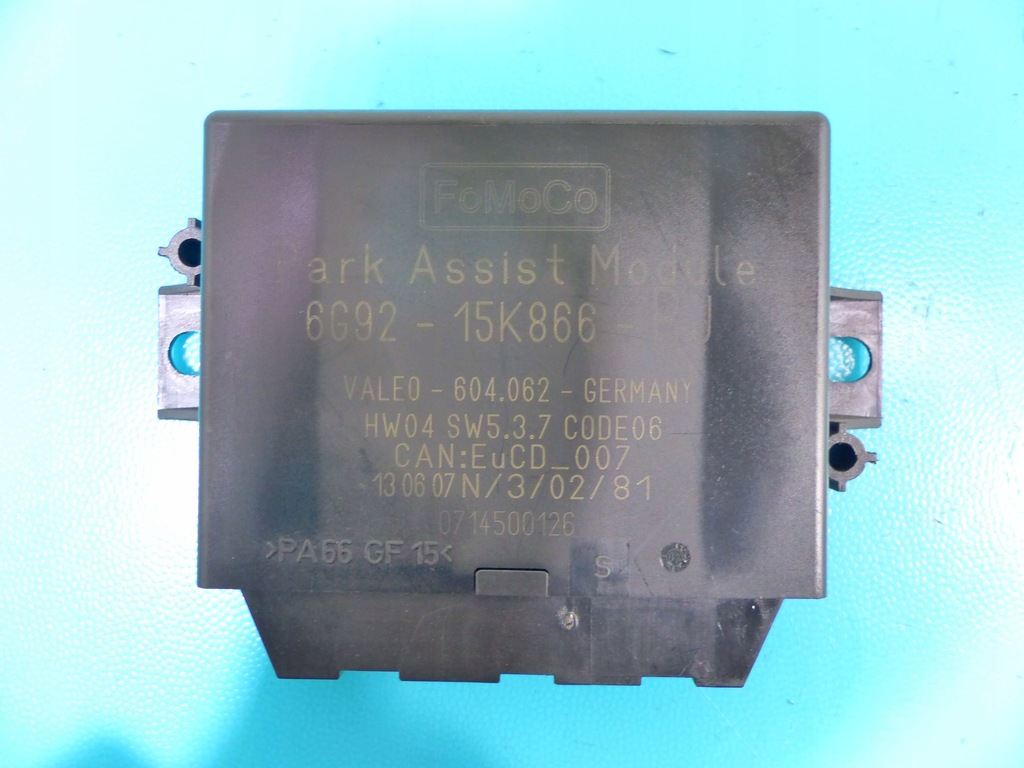 FoMoCo
Park Assist Module
6G92 - 15K866 -
VALEO - 604.062 - GERMANY
HW04 SW5.3.7 CODE06
CAN:EuCD_007
13 06 07 N/3/02/81
0714500126
>PA66 GF 15<
S